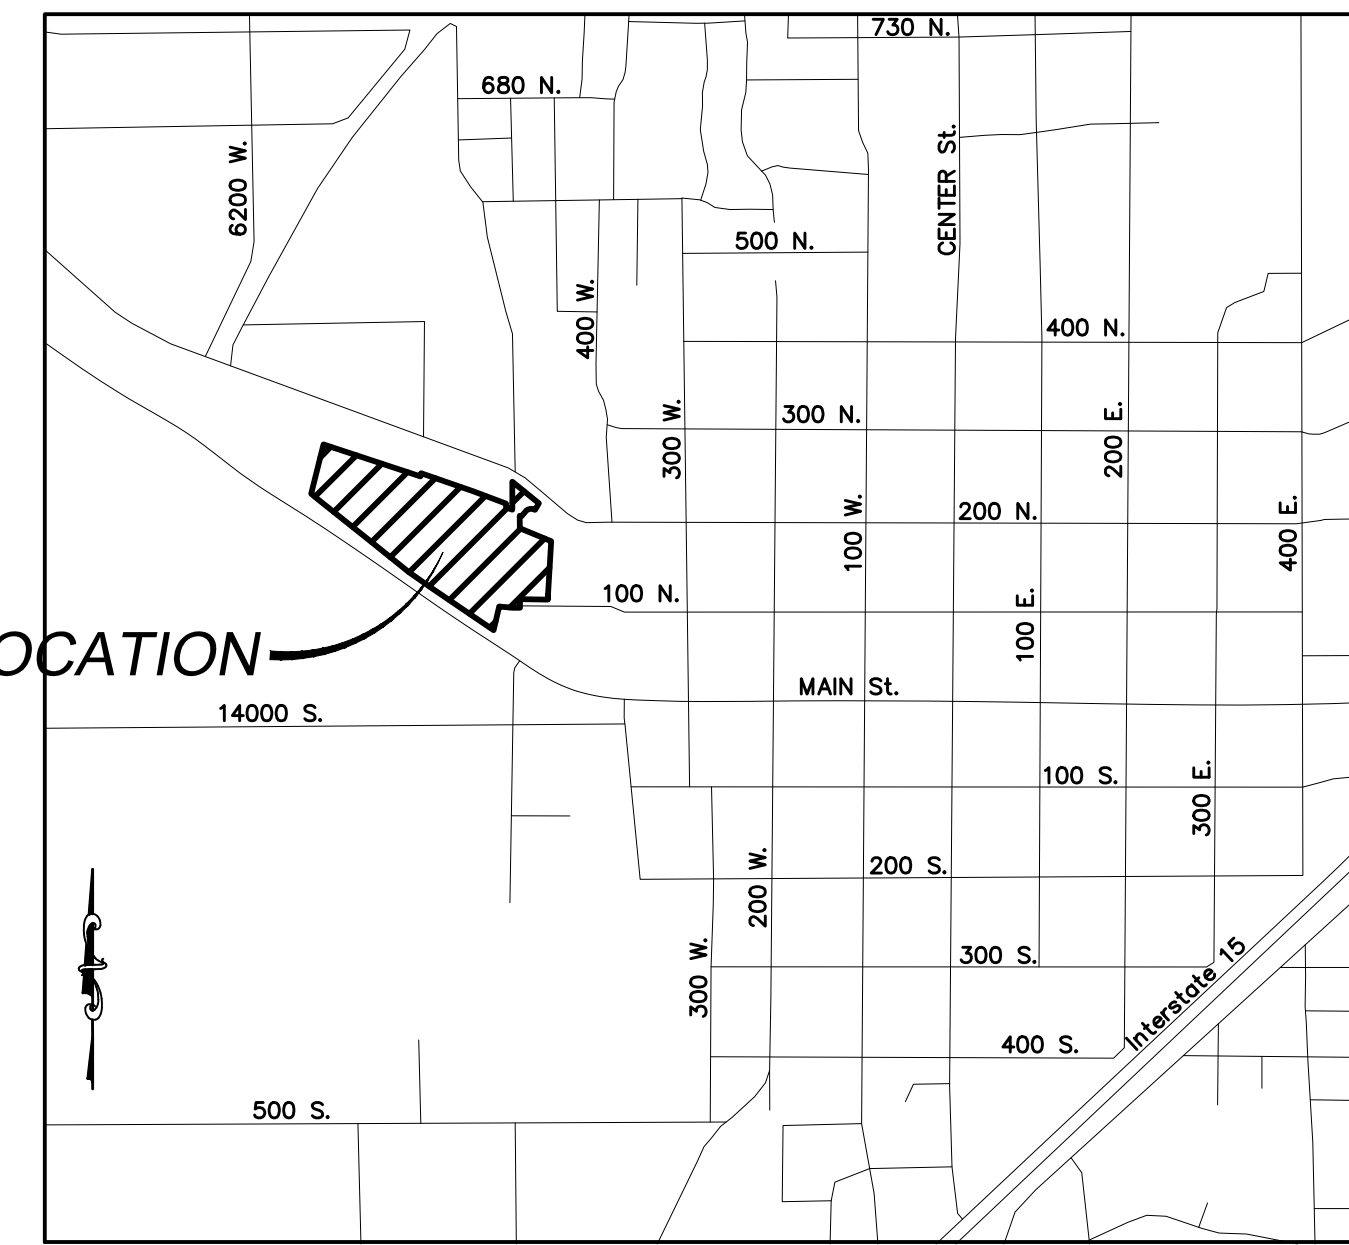 730 N.
680 N.
6200 W.
CENTER St.
500 N.
400 W.
400 N.
300 W.
300 N.
200 E.
100 W.
200 N.
400 E.
100 N.
100 E.
OCATION
MAIN St.
14000 S.
100 S.
300 E.
200 W.
200 S.
300 W.
300 S.
Interstate 15
400 S.
500 S.